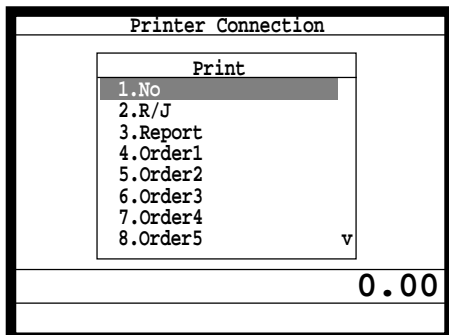 Printer Connection
Print
1.No
2.R/J
3.Report
4.Order1
5.Order2
6.Order3
7.Order4
8.Order5 v
0.00